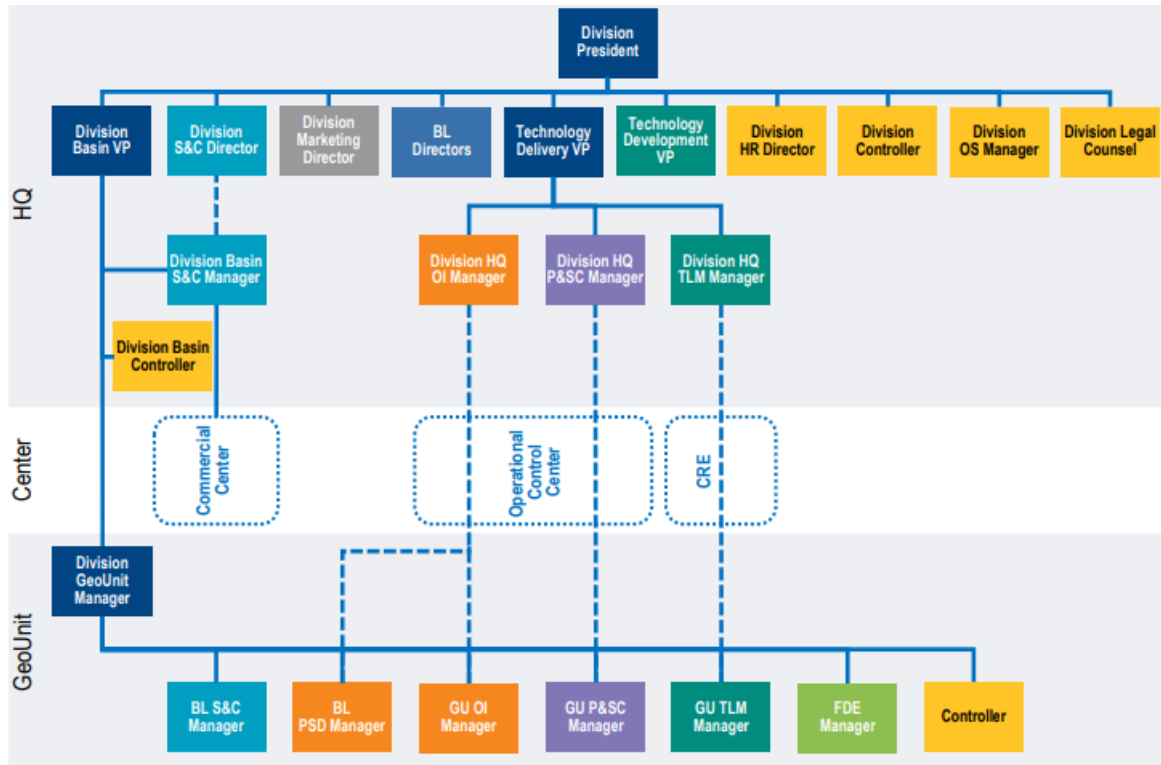 Division
President
Division
Basin VP
Division
S&C Director
Division
Marketing
Director
BL
Directors
Technology
Delivery VP
Technology
Development
VP
Division
HR Director
Division
Controller
Division
OS Manager
Division Legal
Counsel
HQ
Division Basin
S&C Manager
Division HQ
OI Manager
Division HQ
P&SC Manager
Division HQ
TLM Manager
Division Basin
Controller
Center
Commercial
Center
Operational
Control
Center
CRE
GeoUnit
Division
GeoUnit
Manager
BL S&C
Manager
BL
PSD Manager
GU OI
Manager
GU P&SC
Manager
GU TLM
Manager
FDE
Manager
Controller